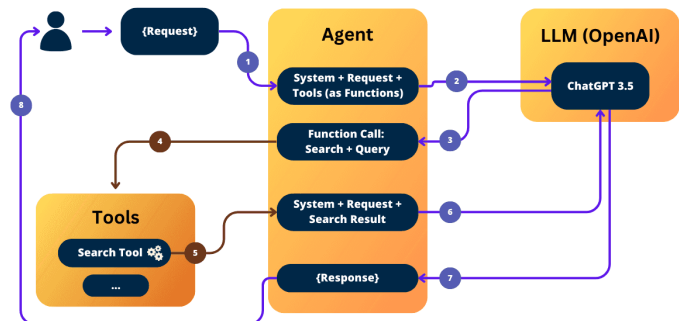 {Request}
Agent
LLM (OpenAI)
1
System + Request +
Tools (as Functions)
2
ChatGPT 3.5
8
Function Call:
Search + Query
3
4
Tools
System + Request +
Search Result
6
Search Tool
5
...
{Response}
7